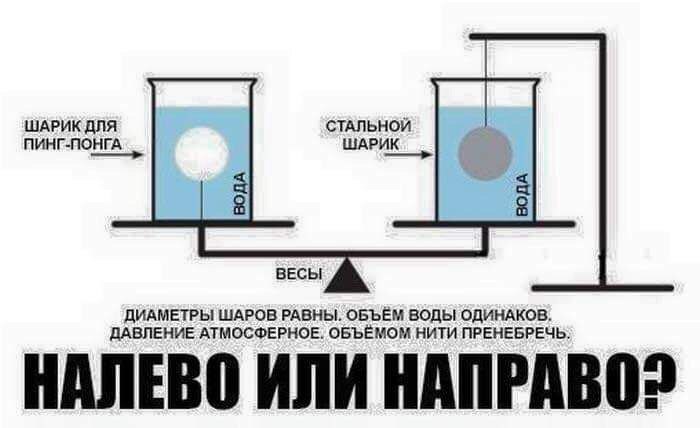 ШАРИК ДЛЯ
ПИНГ-ПОНГА
СТАЛЬНОЙ
ШАРИК
ВОДА
ВОДА
ВЕСЫ
ДИАМЕТРЫ ШАРОВ РАВНЫ. ОБЪЁМ ВОДЫ ОДИНАКОВ.
ДАВЛЕНИЕ АТМОСФЕРНОЕ. ОБЪЁМОМ НИТИ ПРЕНЕБРЕЧЬ.
НАЛЕВО ИЛИ НАПРАВО?